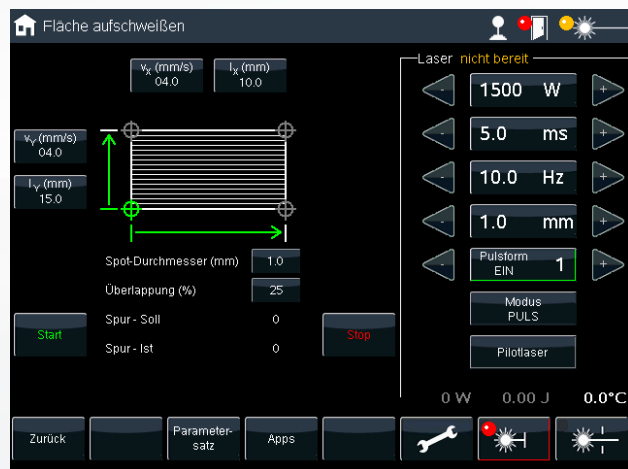 Fläche aufschweißen
vX (mm/s)
04.0
lX (mm)
10.0
vY (mm/s)
04.0
lY (mm)
15.0
Spot-Durchmesser (mm) 1.0
Überlappung (%) 25
Spur - Soll 0
Spur - Ist 0
Start
Stop
Laser nicht bereit
- 1500 W +
- 5.0 ms +
- 10.0 Hz +
- 1.0 mm +
- Pulsform EIN 1 +
Modus
PULS
Pilotlaser
0 W 0.00 J 0.0°C
Zurück
Parameter-
satz
Apps